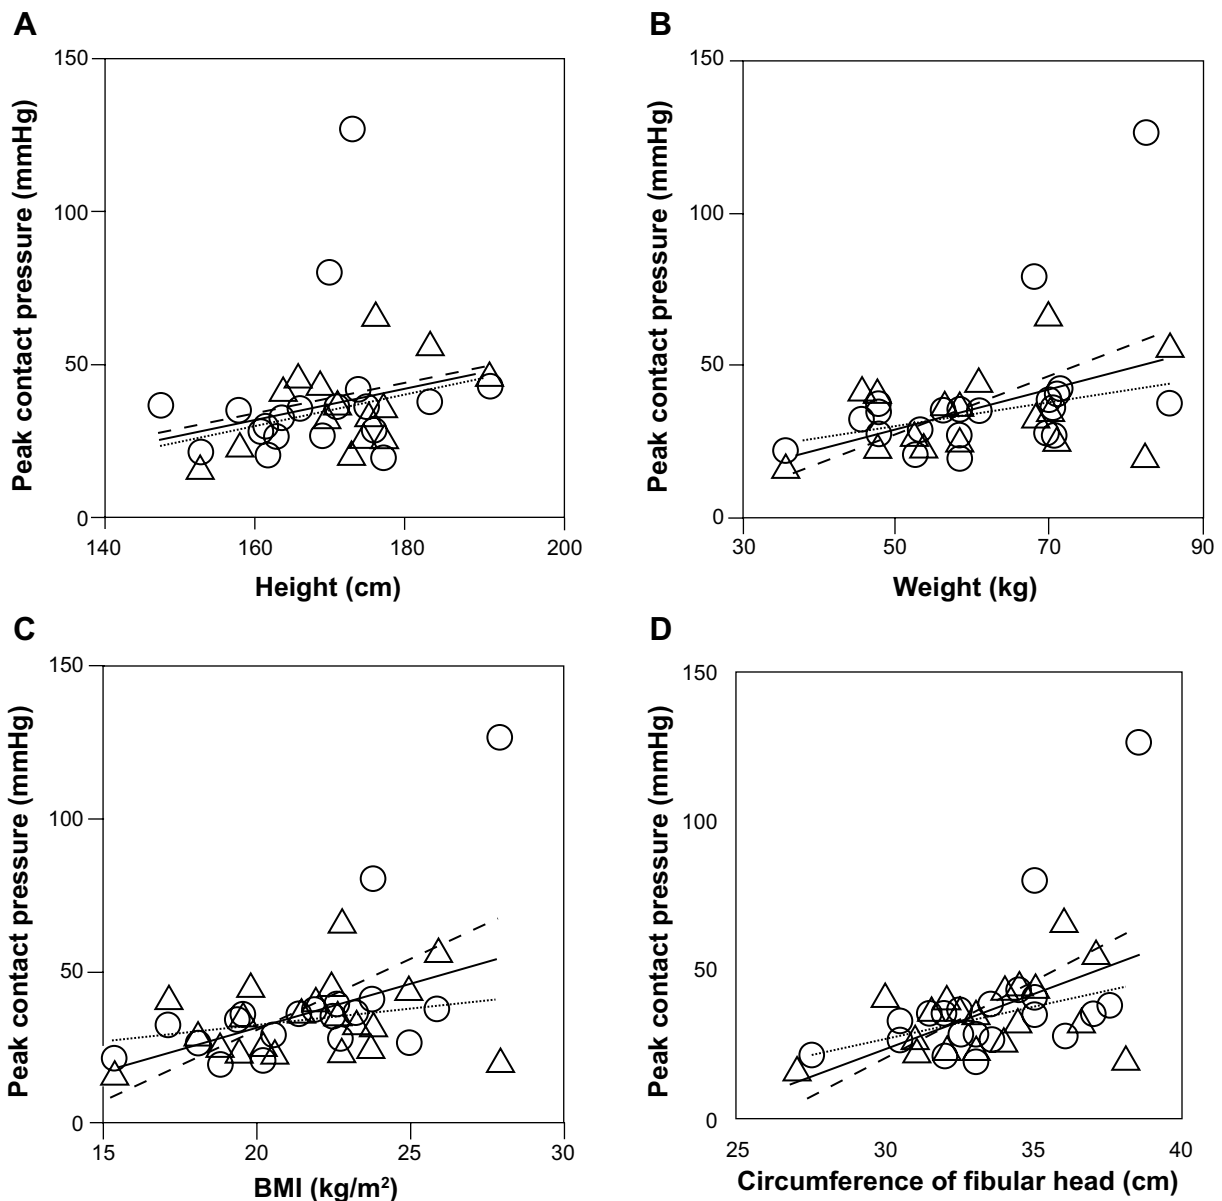 A
Peak contact pressure (mmHg)
150
100
50
0
140
160
180
200
Height (cm)
B
Peak contact pressure (mmHg)
150
100
50
0
30
50
70
90
Weight (kg)
C
Peak contact pressure (mmHg)
150
100
50
0
15
20
25
30
BMI (kg/m²)
D
Peak contact pressure (mmHg)
150
100
50
0
25
30
35
40
Circumference of fibular head (cm)